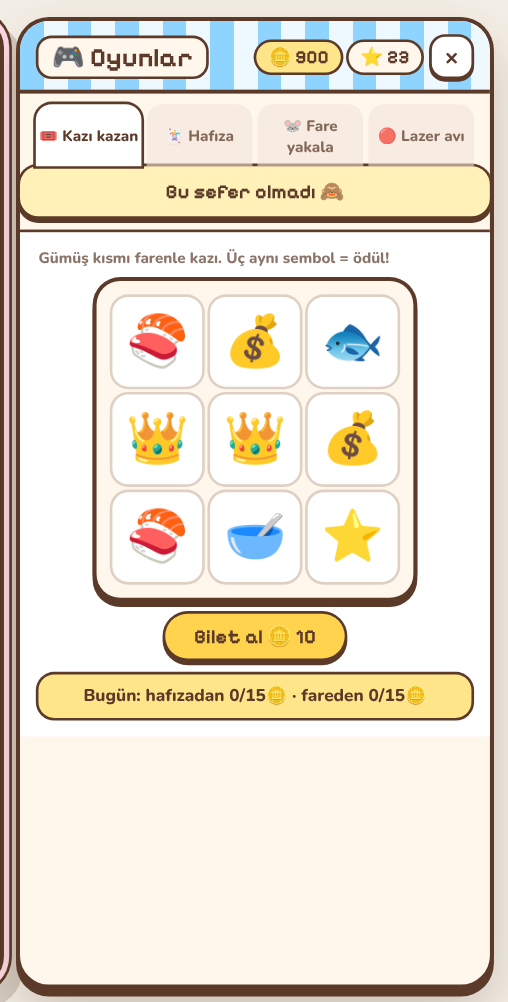 🎮 Oyunlar
🪙 900
⭐ 23
×
🎟️ Kazı kazan
🃏 Hafıza
🐭 Fare
yakala
🔴 Lazer avı
Bu sefer olmadı 🙈
Gümüş kısmı farenle kazı. Üç aynı sembol = ödül!
Bilet al 🪙 10
Bugün: hafızadan 0/15🪙 · fareden 0/15🪙